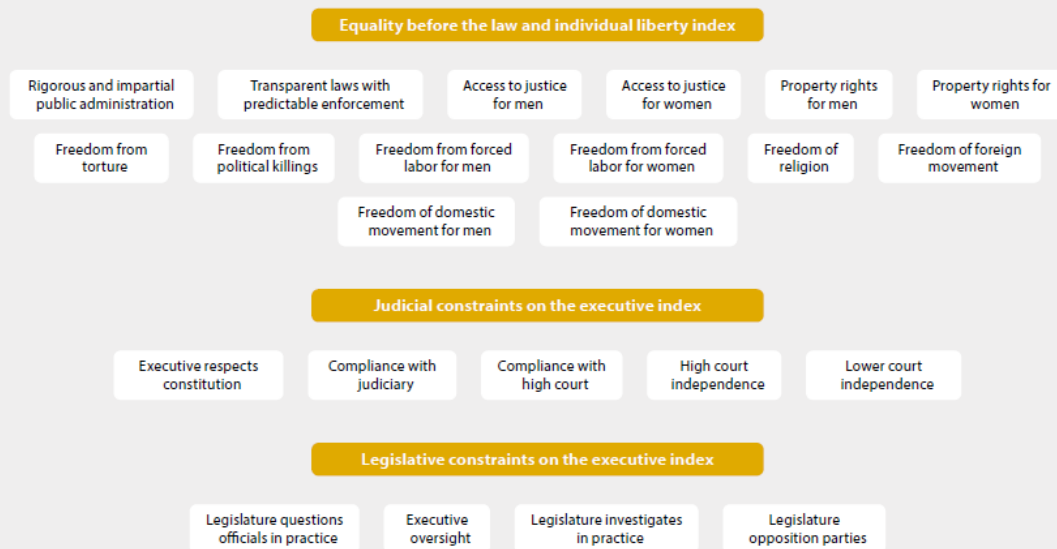 Equality before the law and individual liberty index
Rigorous and impartial
public administration
Transparent laws with
predictable enforcement
Access to justice
for men
Access to justice
for women
Property rights
for men
Property rights for
women
Freedom from
torture
Freedom from
political killings
Freedom from forced
labor for men
Freedom from forced
labor for women
Freedom of
religion
Freedom of foreign
movement
Freedom of domestic
movement for men
Freedom of domestic
movement for women
Judicial constraints on the executive index
Executive respects
constitution
Compliance with
judiciary
Compliance with
high court
High court
independence
Lower court
independence
Legislative constraints on the executive index
Legislature questions
officials in practice
Executive
oversight
Legislature investigates
in practice
Legislature
opposition parties